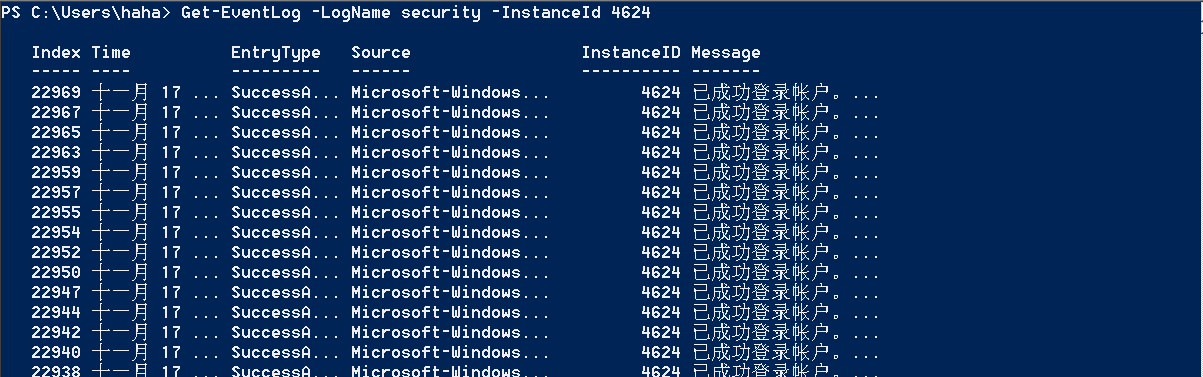 PS C:\Users\haha> Get-EventLog -LogName security -InstanceId 4624
Index Time EntryType Source InstanceID Message
----- ---- --------- ------ ---------- -------
22969 十一月 17 ... SuccessA... Microsoft-Windows... 4624 已成功登录帐户。...
22967 十一月 17 ... SuccessA... Microsoft-Windows... 4624 已成功登录帐户。...
22965 十一月 17 ... SuccessA... Microsoft-Windows... 4624 已成功登录帐户。...
22963 十一月 17 ... SuccessA... Microsoft-Windows... 4624 已成功登录帐户。...
22959 十一月 17 ... SuccessA... Microsoft-Windows... 4624 已成功登录帐户。...
22957 十一月 17 ... SuccessA... Microsoft-Windows... 4624 已成功登录帐户。...
22955 十一月 17 ... SuccessA... Microsoft-Windows... 4624 已成功登录帐户。...
22954 十一月 17 ... SuccessA... Microsoft-Windows... 4624 已成功登录帐户。...
22952 十一月 17 ... SuccessA... Microsoft-Windows... 4624 已成功登录帐户。...
22950 十一月 17 ... SuccessA... Microsoft-Windows... 4624 已成功登录帐户。...
22947 十一月 17 ... SuccessA... Microsoft-Windows... 4624 已成功登录帐户。...
22944 十一月 17 ... SuccessA... Microsoft-Windows... 4624 已成功登录帐户。...
22942 十一月 17 ... SuccessA... Microsoft-Windows... 4624 已成功登录帐户。...
22940 十一月 17 ... SuccessA... Microsoft-Windows... 4624 已成功登录帐户。...
22938 十一月 17 ... SuccessA... Microsoft-Windows... 4624 已成功登录帐户。...